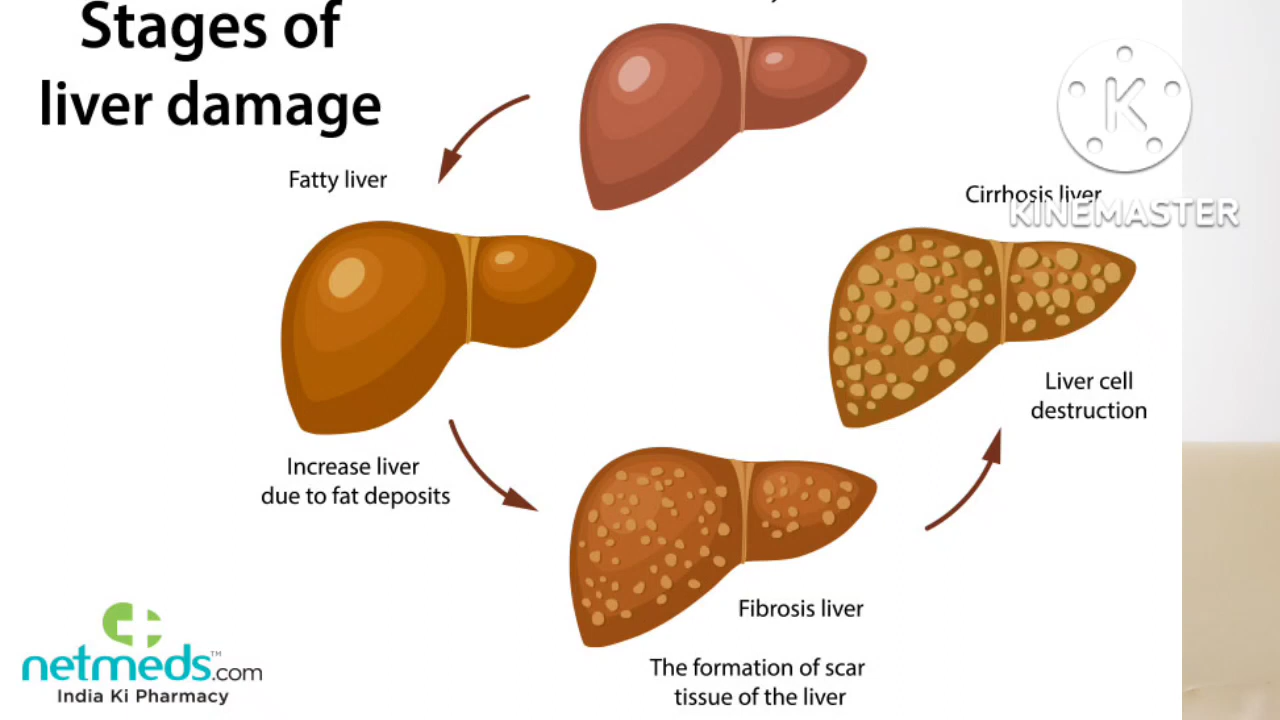 Stages of
liver damage
Fatty liver
Cirrhosis liver
KINEMASTER
Liver cell
destruction
Increase liver
due to fat deposits
Fibrosis liver
The formation of scar
tissue of the liver
netmeds.com
TM
India Ki Pharmacy